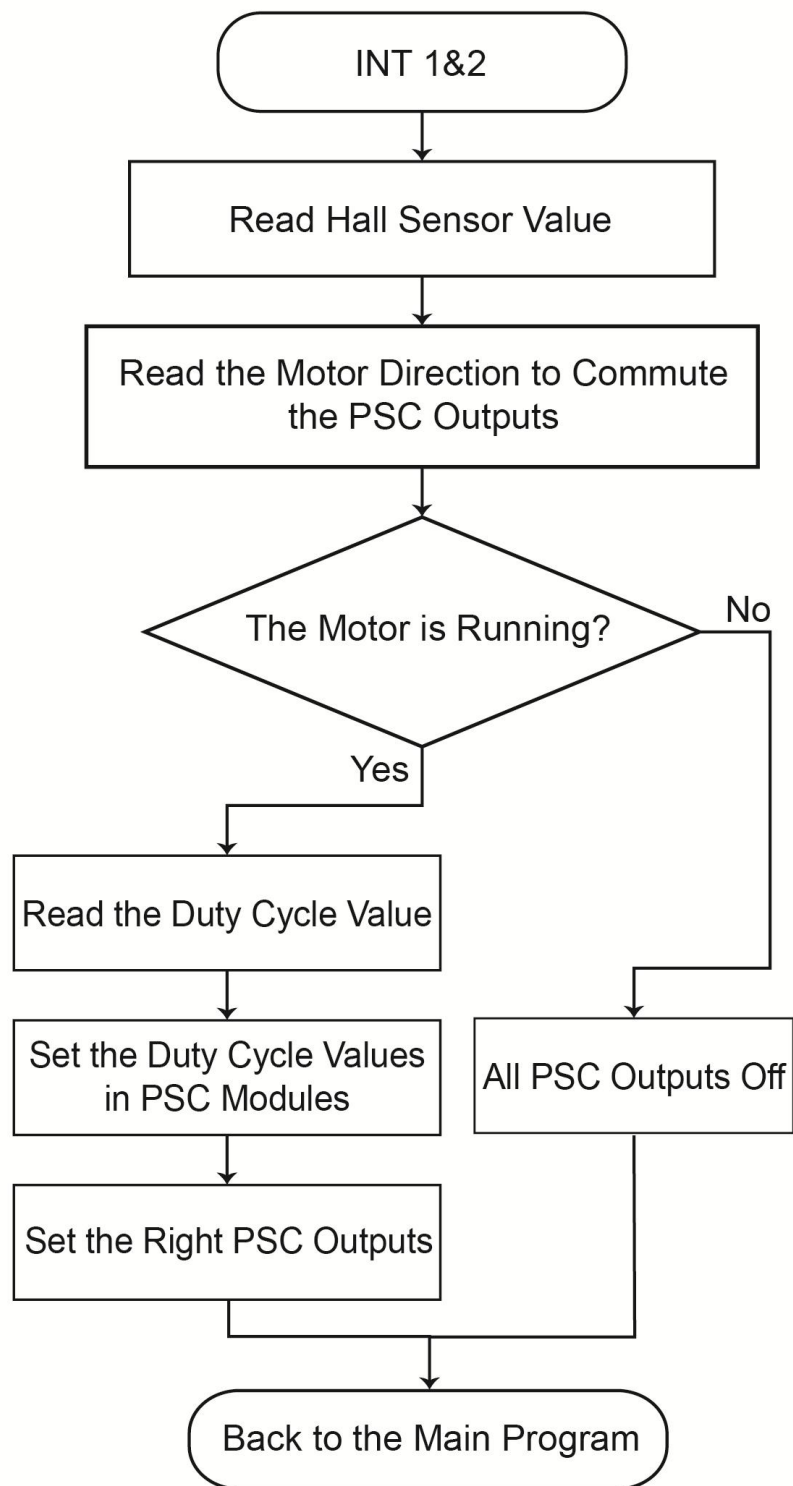 INT 1&2
Read Hall Sensor Value
Read the Motor Direction to Commute
the PSC Outputs
The Motor is Running?
No
Yes
Read the Duty Cycle Value
Set the Duty Cycle Values
in PSC Modules
All PSC Outputs Off
Set the Right PSC Outputs
Back to the Main Program